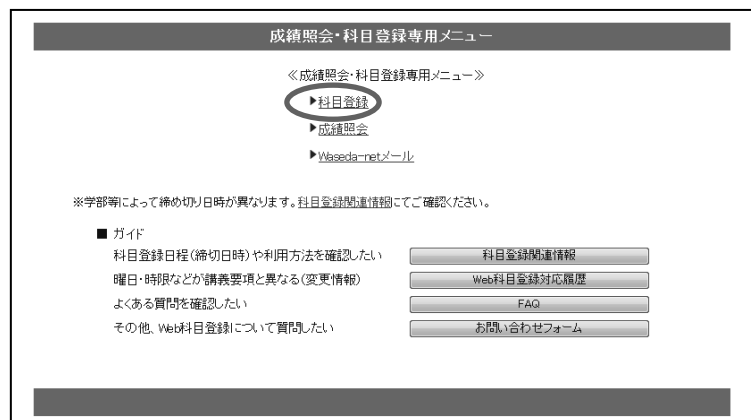 成績照会・科目登録専用メニュー
≪成績照会・科目登録専用メニュー≫
▶科目登録
▶成績照会
▶Waseda-netメール
※学部等によって締め切り日時が異なります。科目登録関連情報にてご確認ください。
■ ガイド
科目登録日程(締切日時)や利用方法を確認したい 科目登録関連情報
曜日・時限などが講義要項と異なる(変更情報) Web科目登録対応履歴
よくある質問を確認したい FAQ
その他、Web科目登録について質問したい お問い合わせフォーム